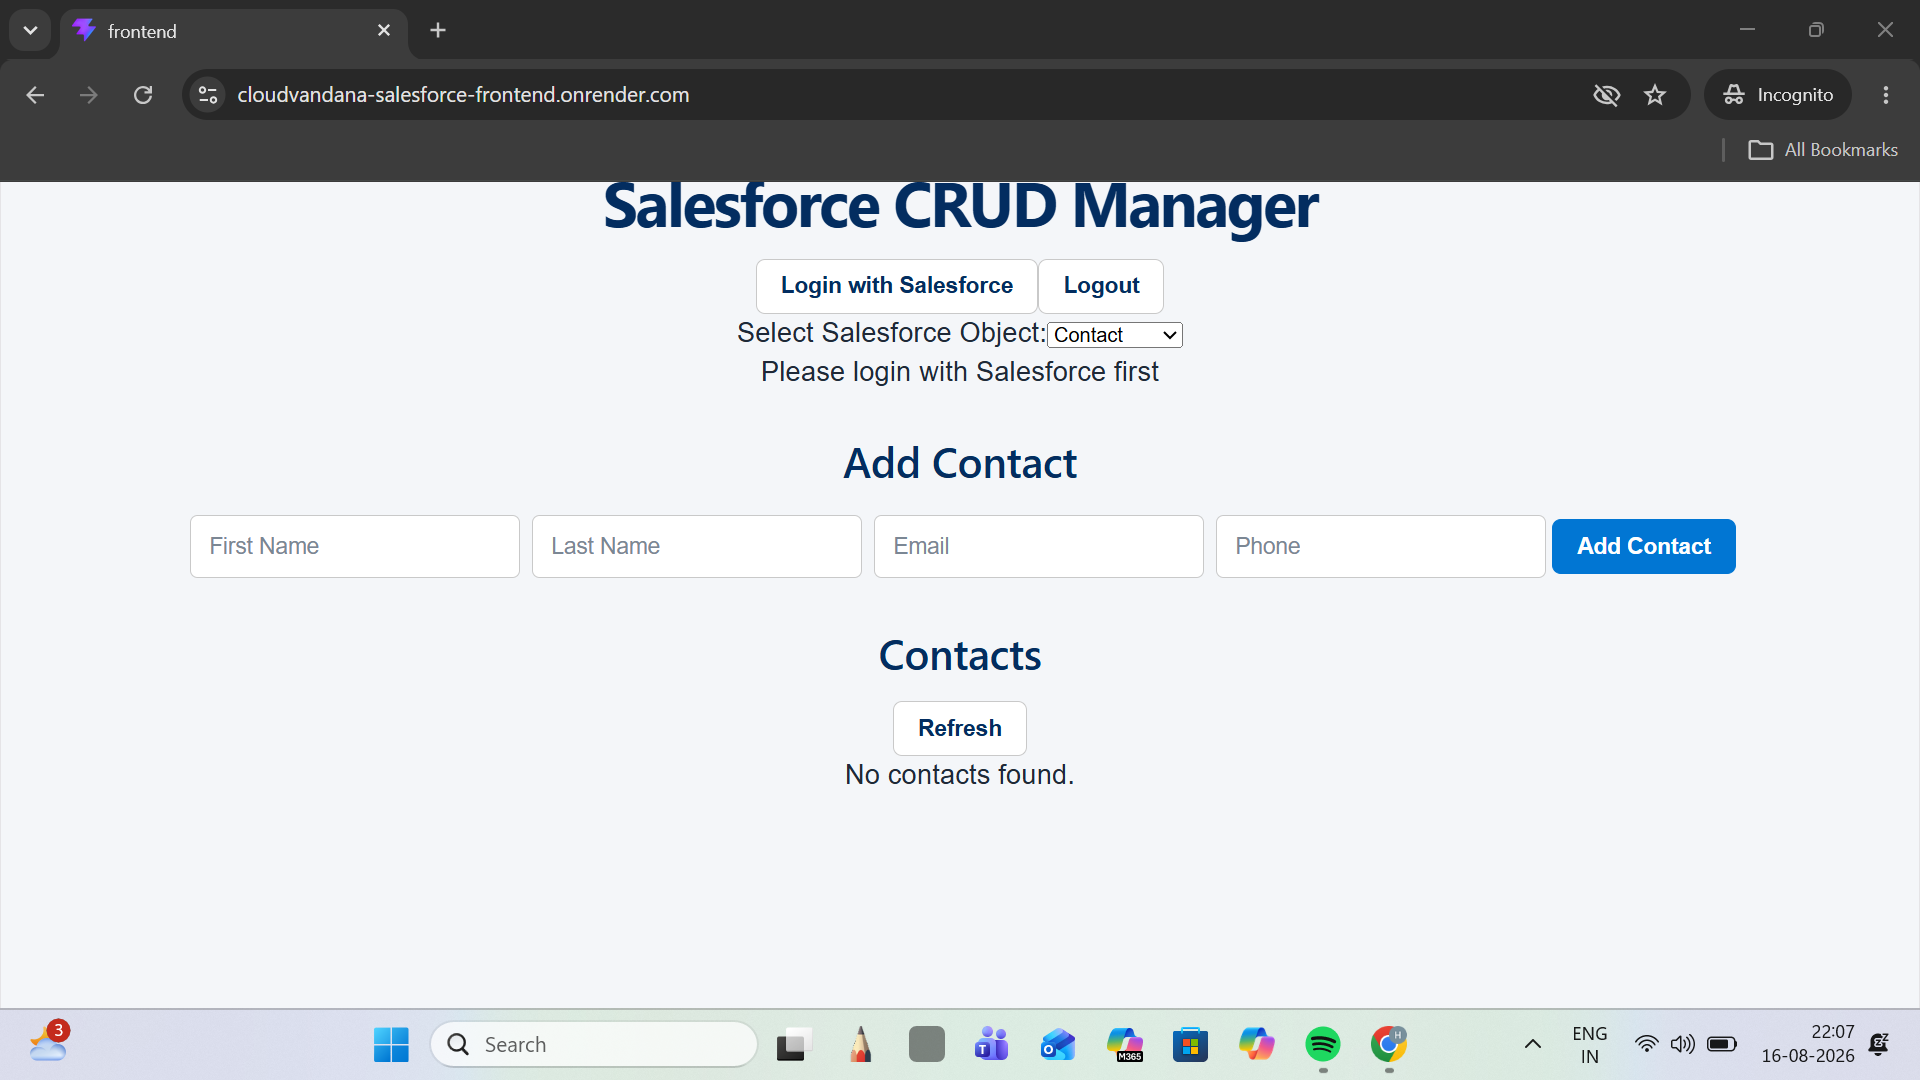 frontend
cloudvandana-salesforce-frontend.onrender.com
Incognito
All Bookmarks
Salesforce CRUD Manager
Login with Salesforce
Logout
Select Salesforce Object: Contact
Please login with Salesforce first
Add Contact
First Name
Last Name
Email
Phone
Add Contact
Contacts
Refresh
No contacts found.
3
Search
T
O
M365
H
ENG
IN
22:07
16-08-2026